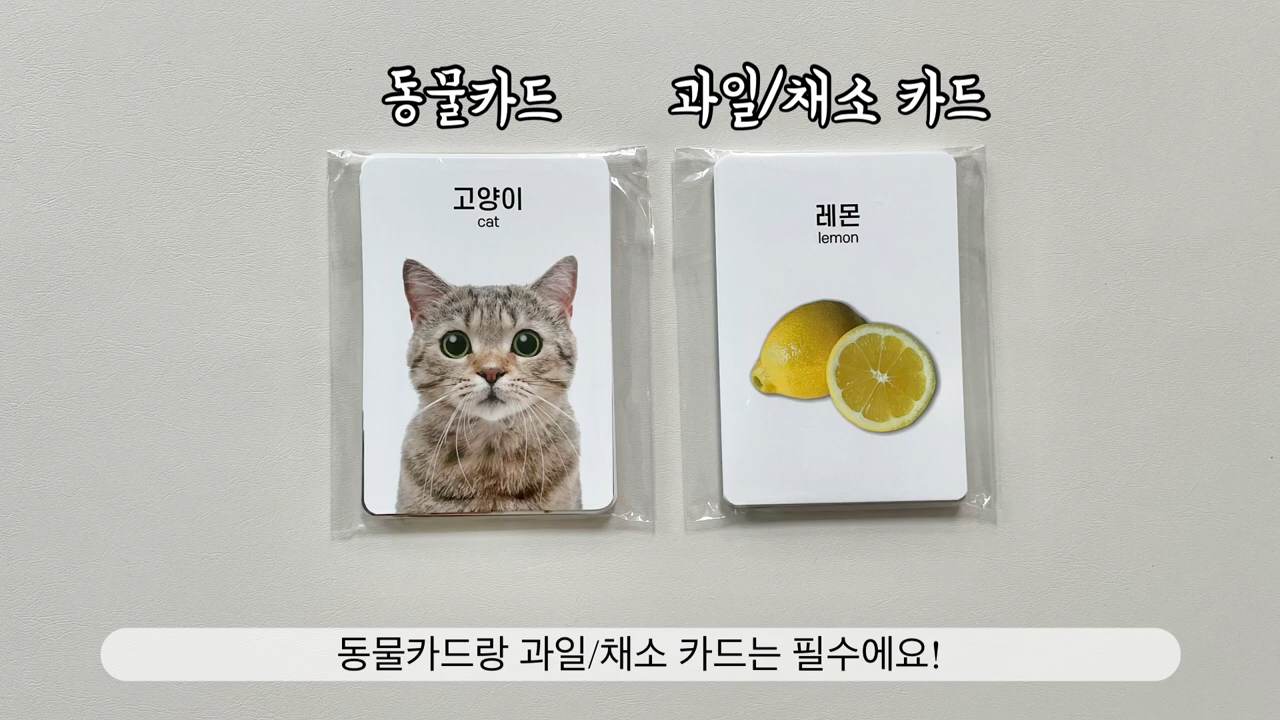 동물카드
과일/채소 카드
고양이
cat
레몬
lemon
동물카드랑 과일/채소 카드는 필수에요!